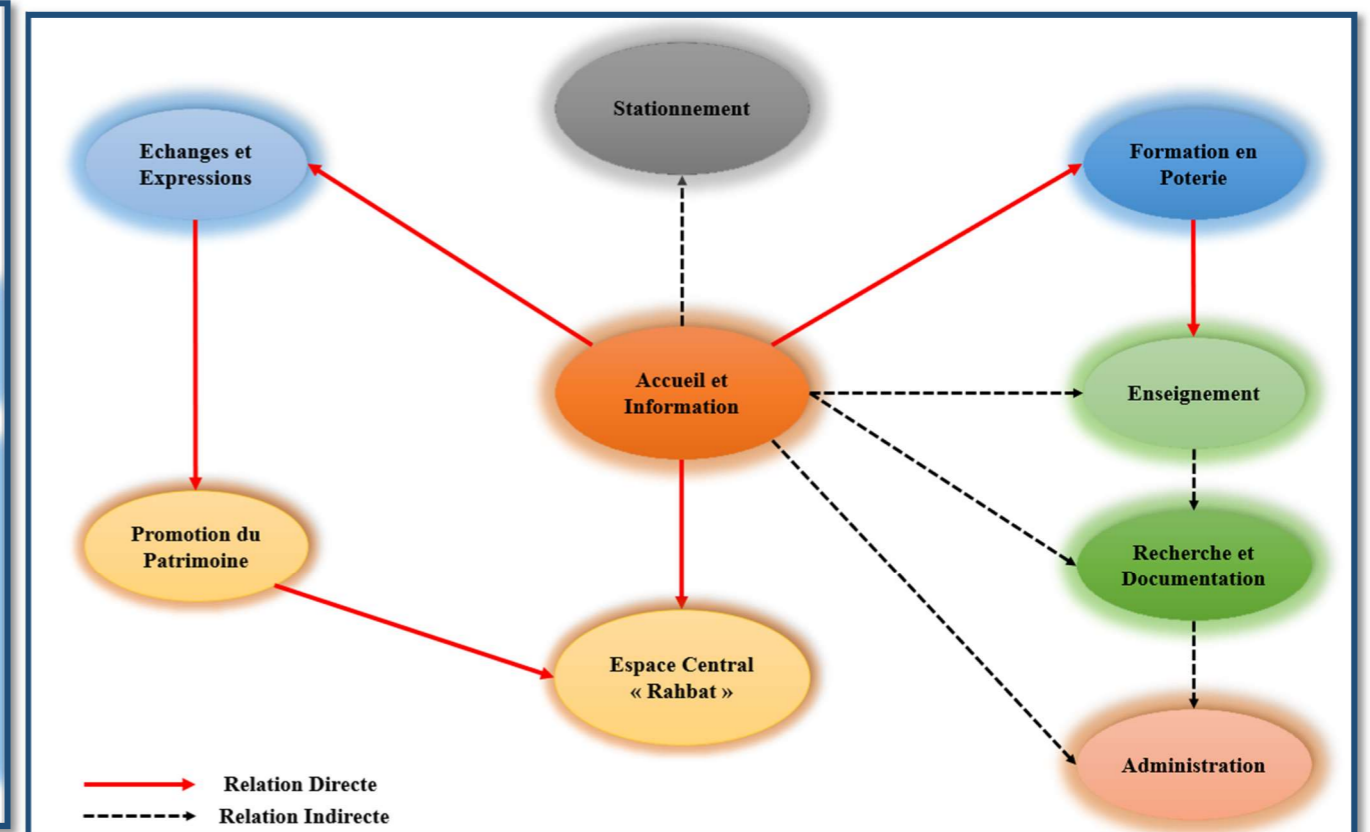 Stationnement
Echanges et
Expressions
Formation en
Poterie
Accueil et
Information
Enseignement
Promotion du
Patrimoine
Recherche et
Documentation
Espace Central
« Rahbat »
Administration
Relation Directe
Relation Indirecte